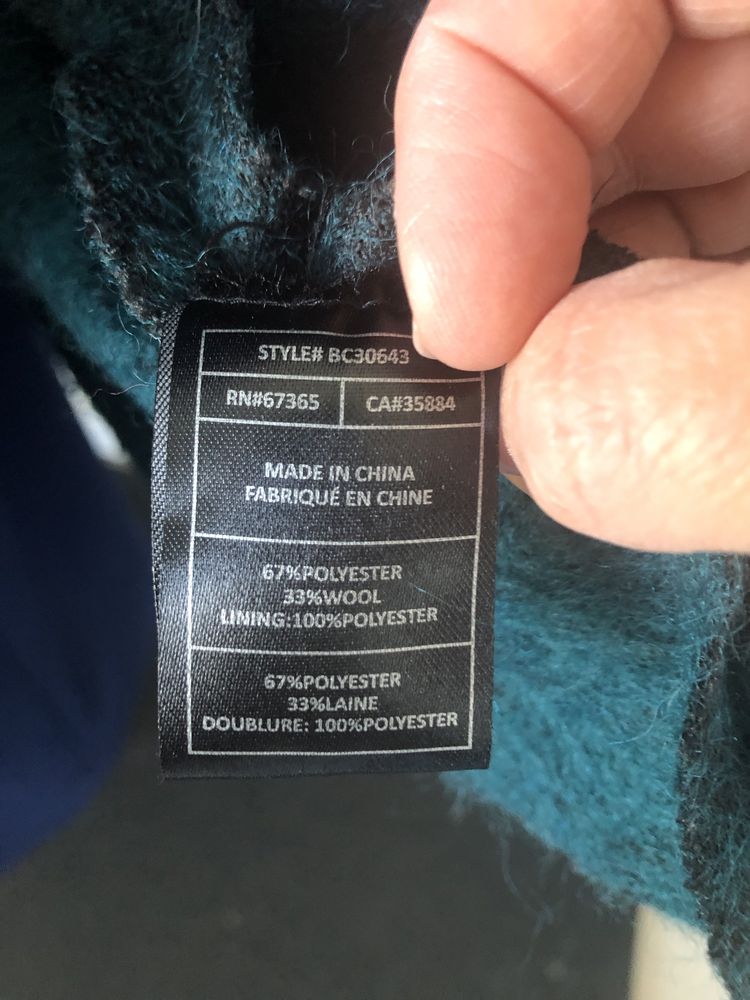 STYLE# BC30643
RN#67365 CA#35884
MADE IN CHINA
FABRIQUÉ EN CHINE
67%POLYESTER
33%WOOL
LINING:100%POLYESTER
67%POLYESTER
33%LAINE
DOUBLURE: 100%POLYESTER